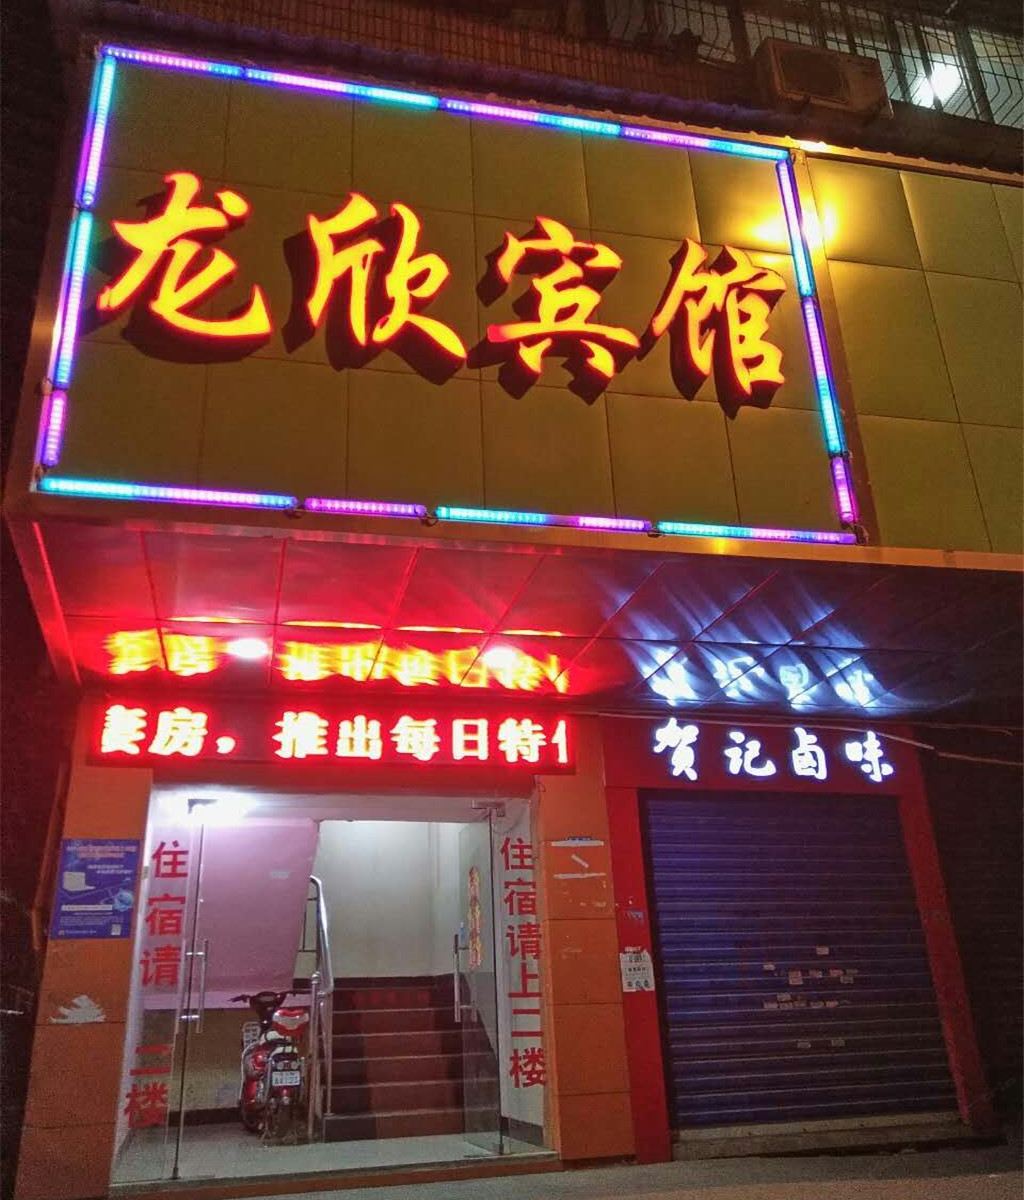 龙欣宾馆
房，推出每日特
贺记卤味
住宿请 二楼
住宿请上二楼